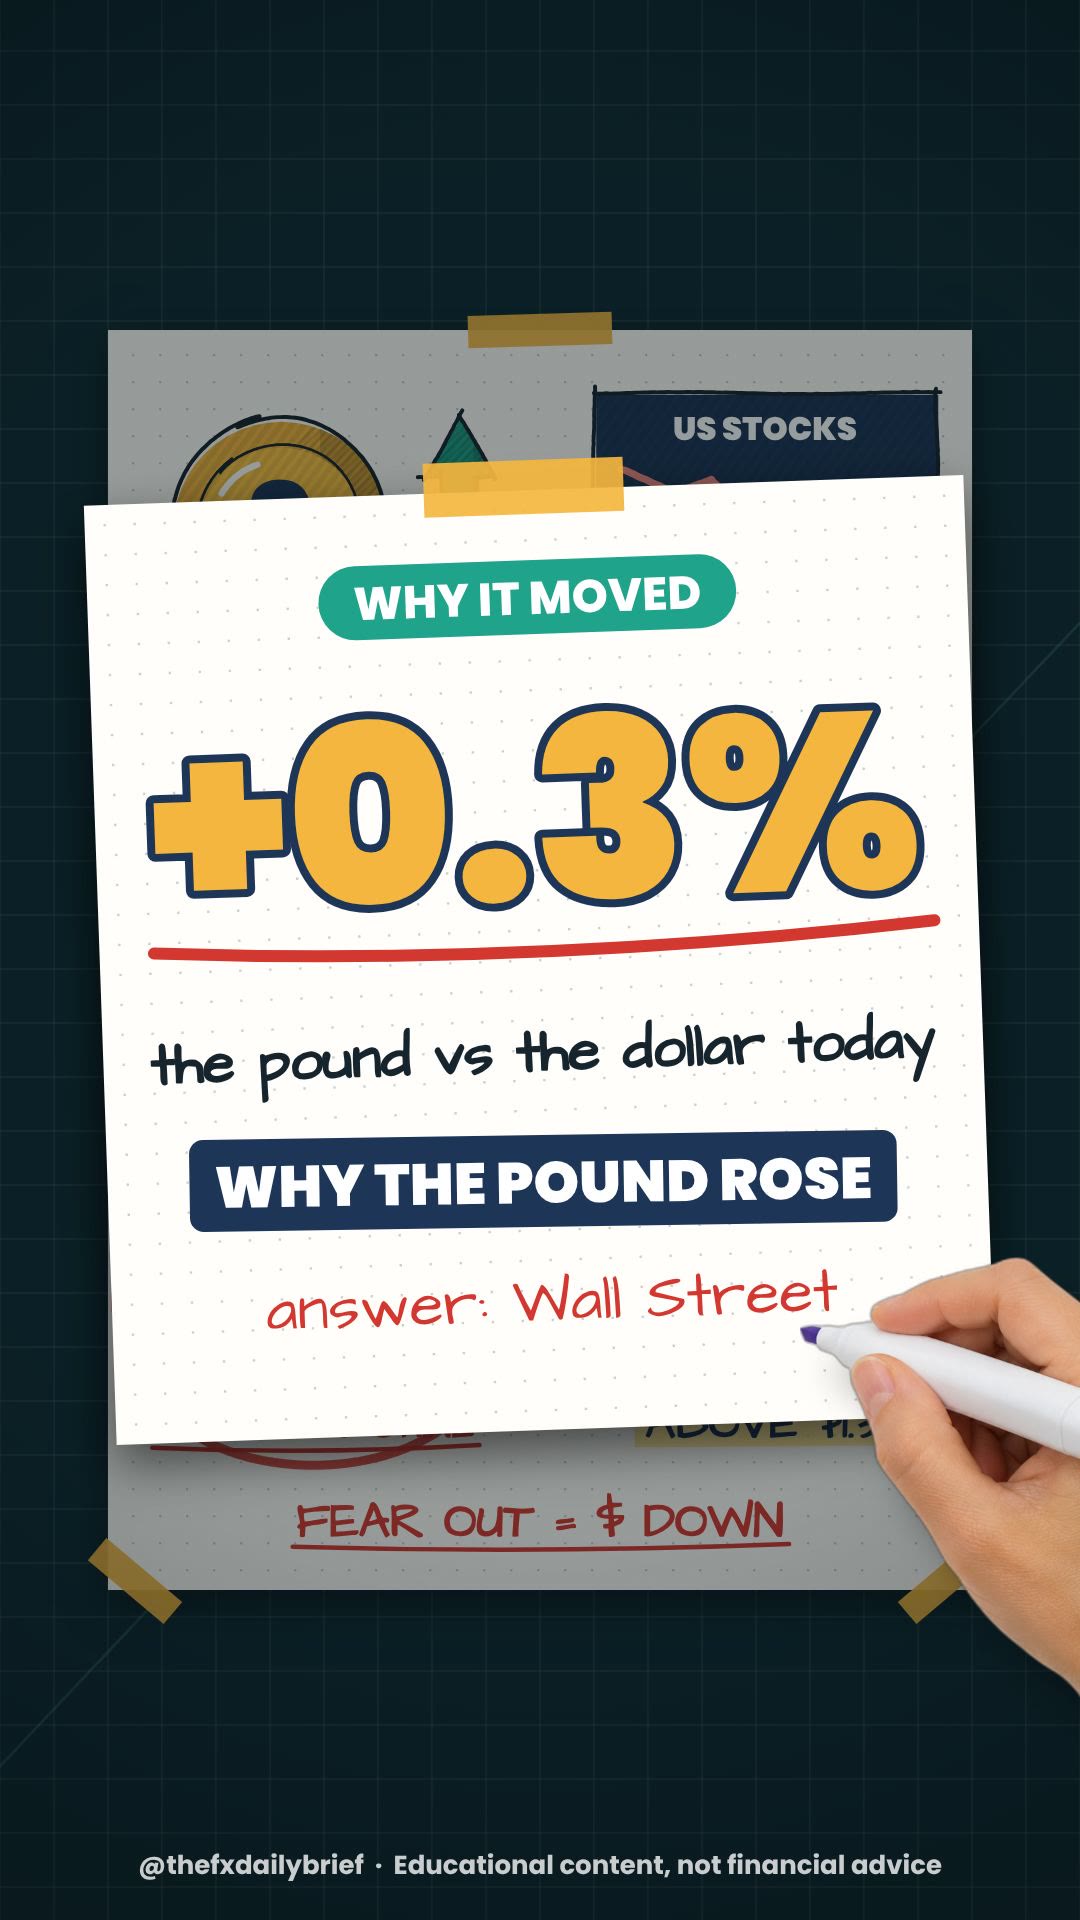 US STOCKS
WHY IT MOVED
+0.3%
the pound vs the dollar today
WHY THE POUND ROSE
answer: Wall Street
ABOVE
FEAR OUT = $ DOWN
@thefxdailybrief · Educational content, not financial advice